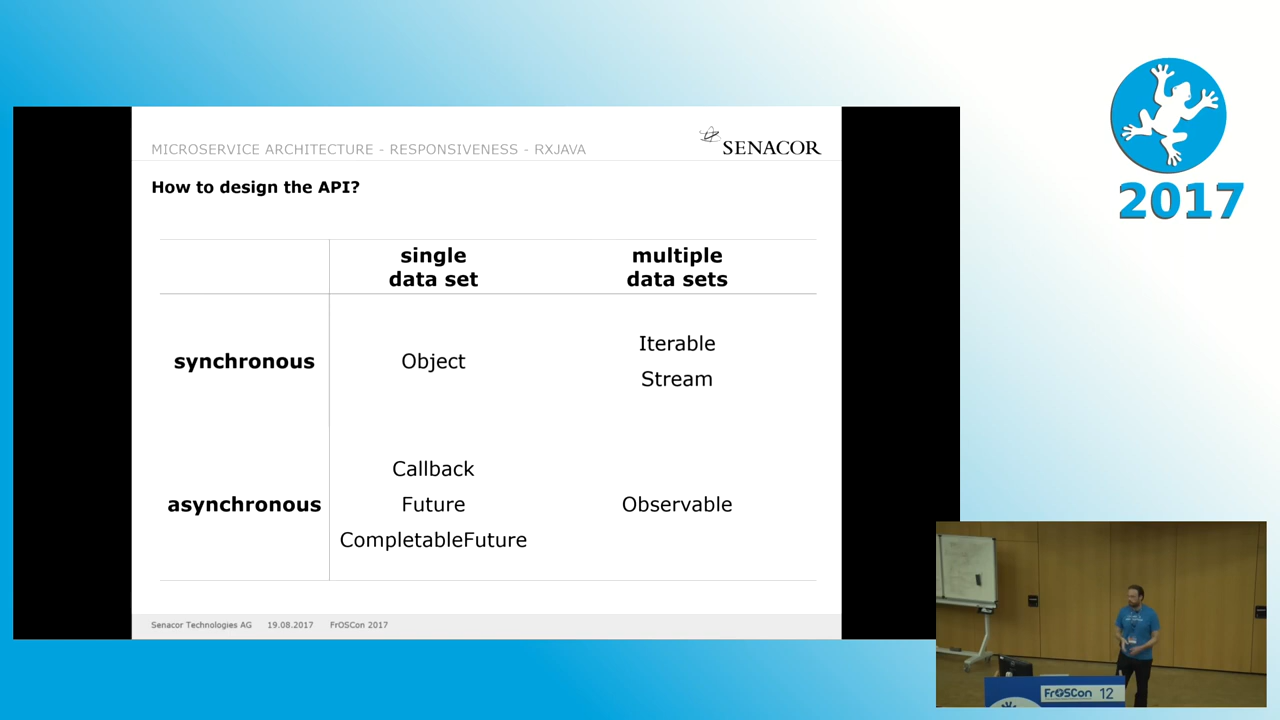 MICROSERVICE ARCHITECTURE - RESPONSIVENESS - RXJAVA
SENACOR
How to design the API?
single
data set
multiple
data sets
synchronous
Object
Iterable
Stream
asynchronous
Callback
Future
CompletableFuture
Observable
Senacor Technologies AG 19.08.2017 FrOSCon 2017
2017
FrOSCon 12